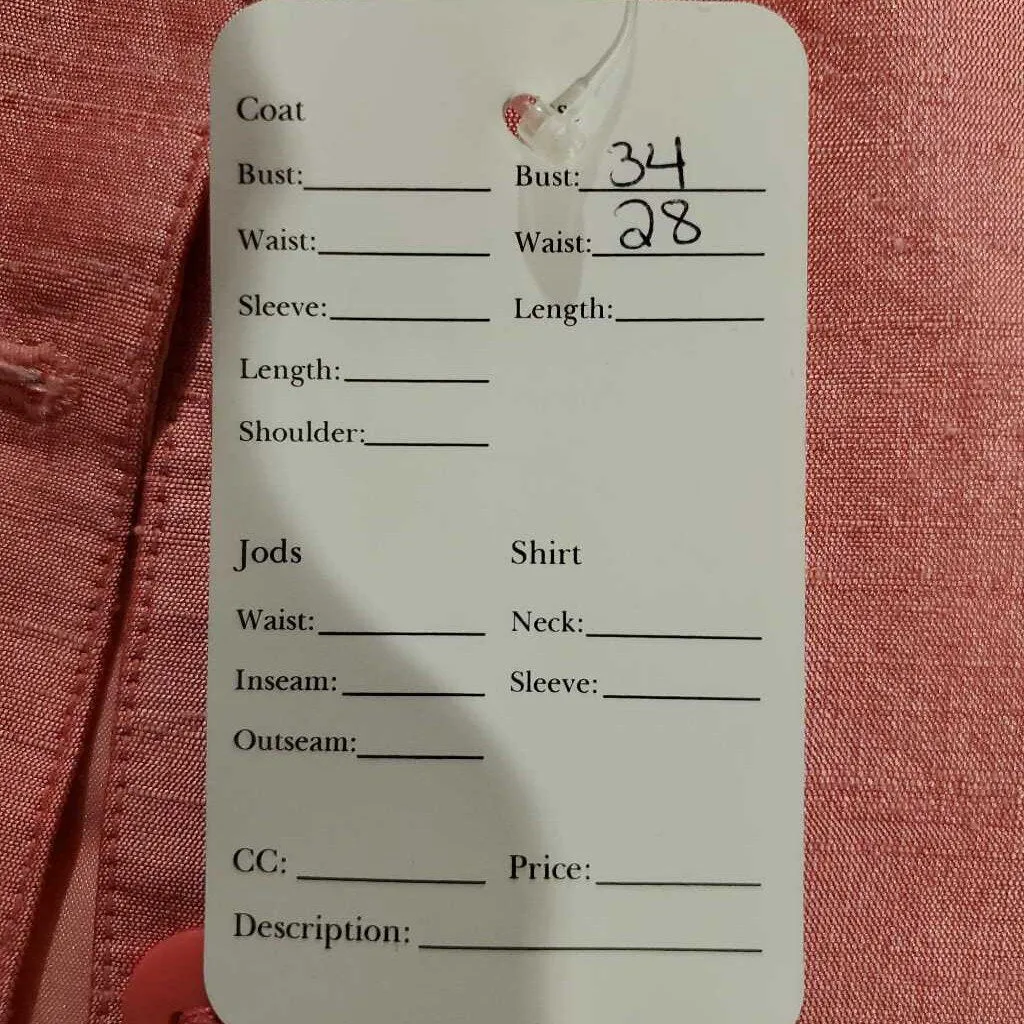 Coat
Bust: Bust: 34
Waist: Waist: 28
Sleeve: Length:
Length:
Shoulder:
Jods Shirt
Waist: Neck:
Inseam: Sleeve:
Outseam:
CC: Price:
Description: